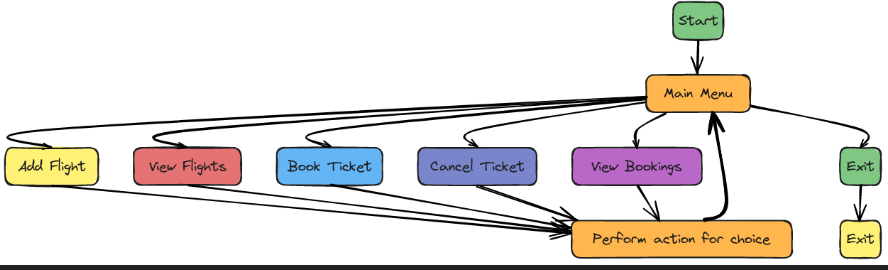 Start
Main Menu
Add Flight
View Flights
Book Ticket
Cancel Ticket
View Bookings
Exit
Perform action for choice
Exit